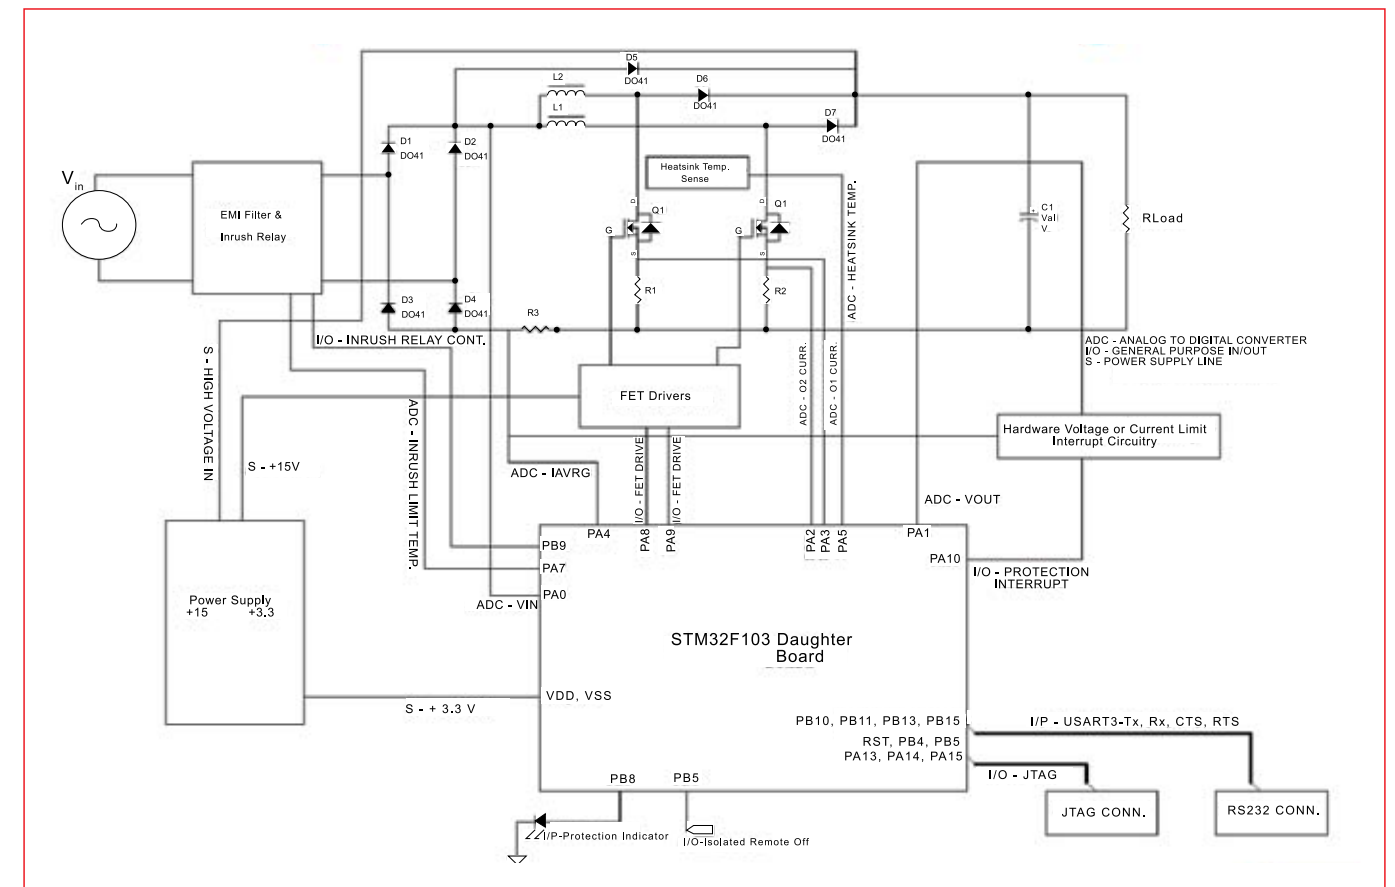 D5
DO41
L2
D6
DO41
L1
D7
DO41
D1
DO41
D2
DO41
Heatsink Temp.
Sense
V in
EMI Filter &
Inrush Relay
D
Q1
G
S
D
Q1
G
S
ADC - HEATSINK TEMP.
C1
Val
V
RLoad
R1
R2
D3
DO41
D4
DO41
R3
I/O - INRUSH RELAY CONT.
ADC - ANALOG TO DIGITAL CONVERTER
I/O - GENERAL PURPOSE IN/OUT
S - POWER SUPPLY LINE
S - HIGH VOLTAGE IN
ADC - INRUSH LIMIT TEMP.
FET Drivers
ADC - O2 CURR.
ADC - O1 CURR.
Hardware Voltage or Current Limit
Interrupt Circuitry
S - +15V
ADC - IAVRG
I/O - FET DRIVE
I/O - FET DRIVE
ADC - VOUT
PA4
PA8
PA9
PA2
PA3
PA5
PA1
PB9
PA7
PA0
PA10
I/O - PROTECTION
INTERRUPT
ADC - VIN
Power Supply
+15 +3.3
STM32F103 Daughter
Board
VDD, VSS
S - + 3.3 V
PB10, PB11, PB13, PB15
I/P - USART3-Tx, Rx, CTS, RTS
RST, PB4, PB5
PA13, PA14, PA15
I/O - JTAG
PB8
PB5
JTAG CONN.
RS232 CONN.
I/P-Protection Indicator
I/O-Isolated Remote Off